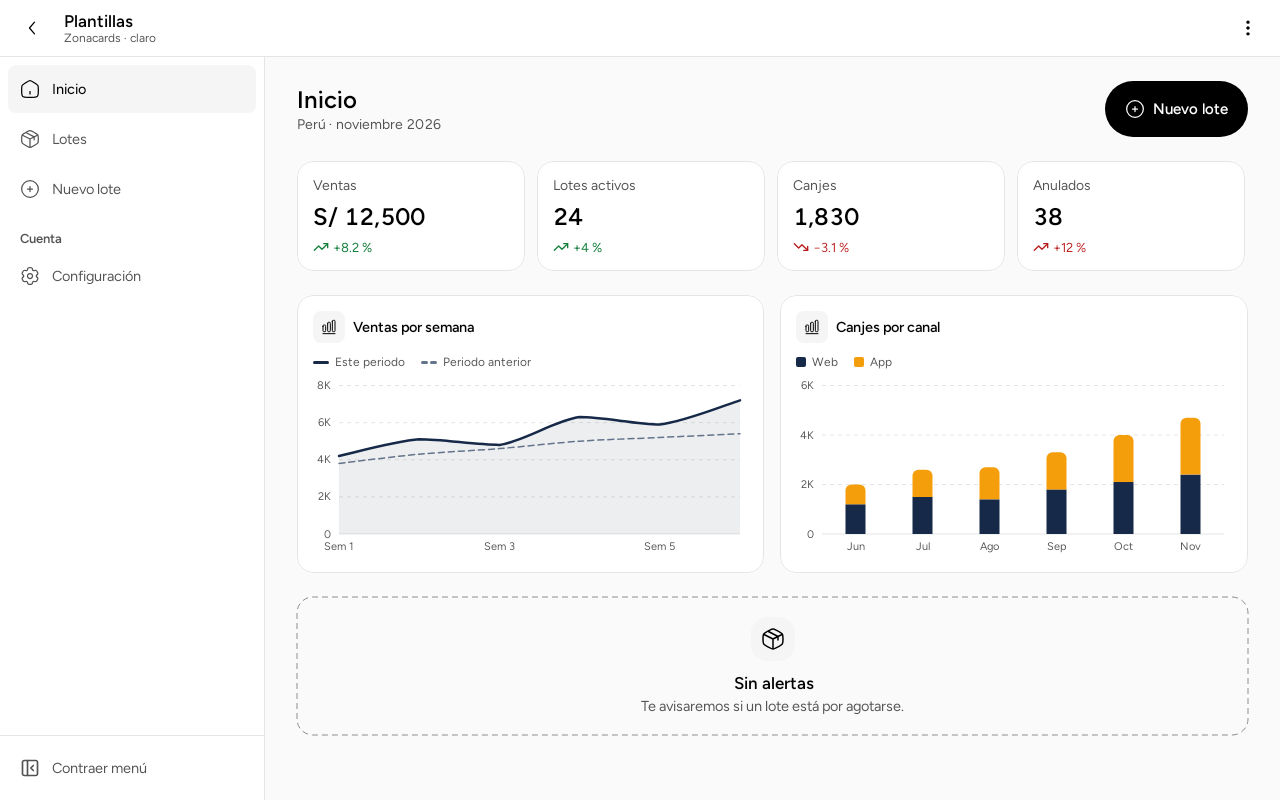 Plantillas
Zonacards · claro
Inicio
Lotes
Nuevo lote
Cuenta
Configuración
Contraer menú
Inicio
Perú · noviembre 2026
Nuevo lote
Ventas
S/ 12,500
+8.2 %
Lotes activos
24
+4 %
Canjes
1,830
−3.1 %
Anulados
38
+12 %
Ventas por semana
Este periodo
Periodo anterior
8K
6K
4K
2K
0
Sem 1
Sem 3
Sem 5
Canjes por canal
Web
App
6K
4K
2K
0
Jun
Jul
Ago
Sep
Oct
Nov
Sin alertas
Te avisaremos si un lote está por agotarse.